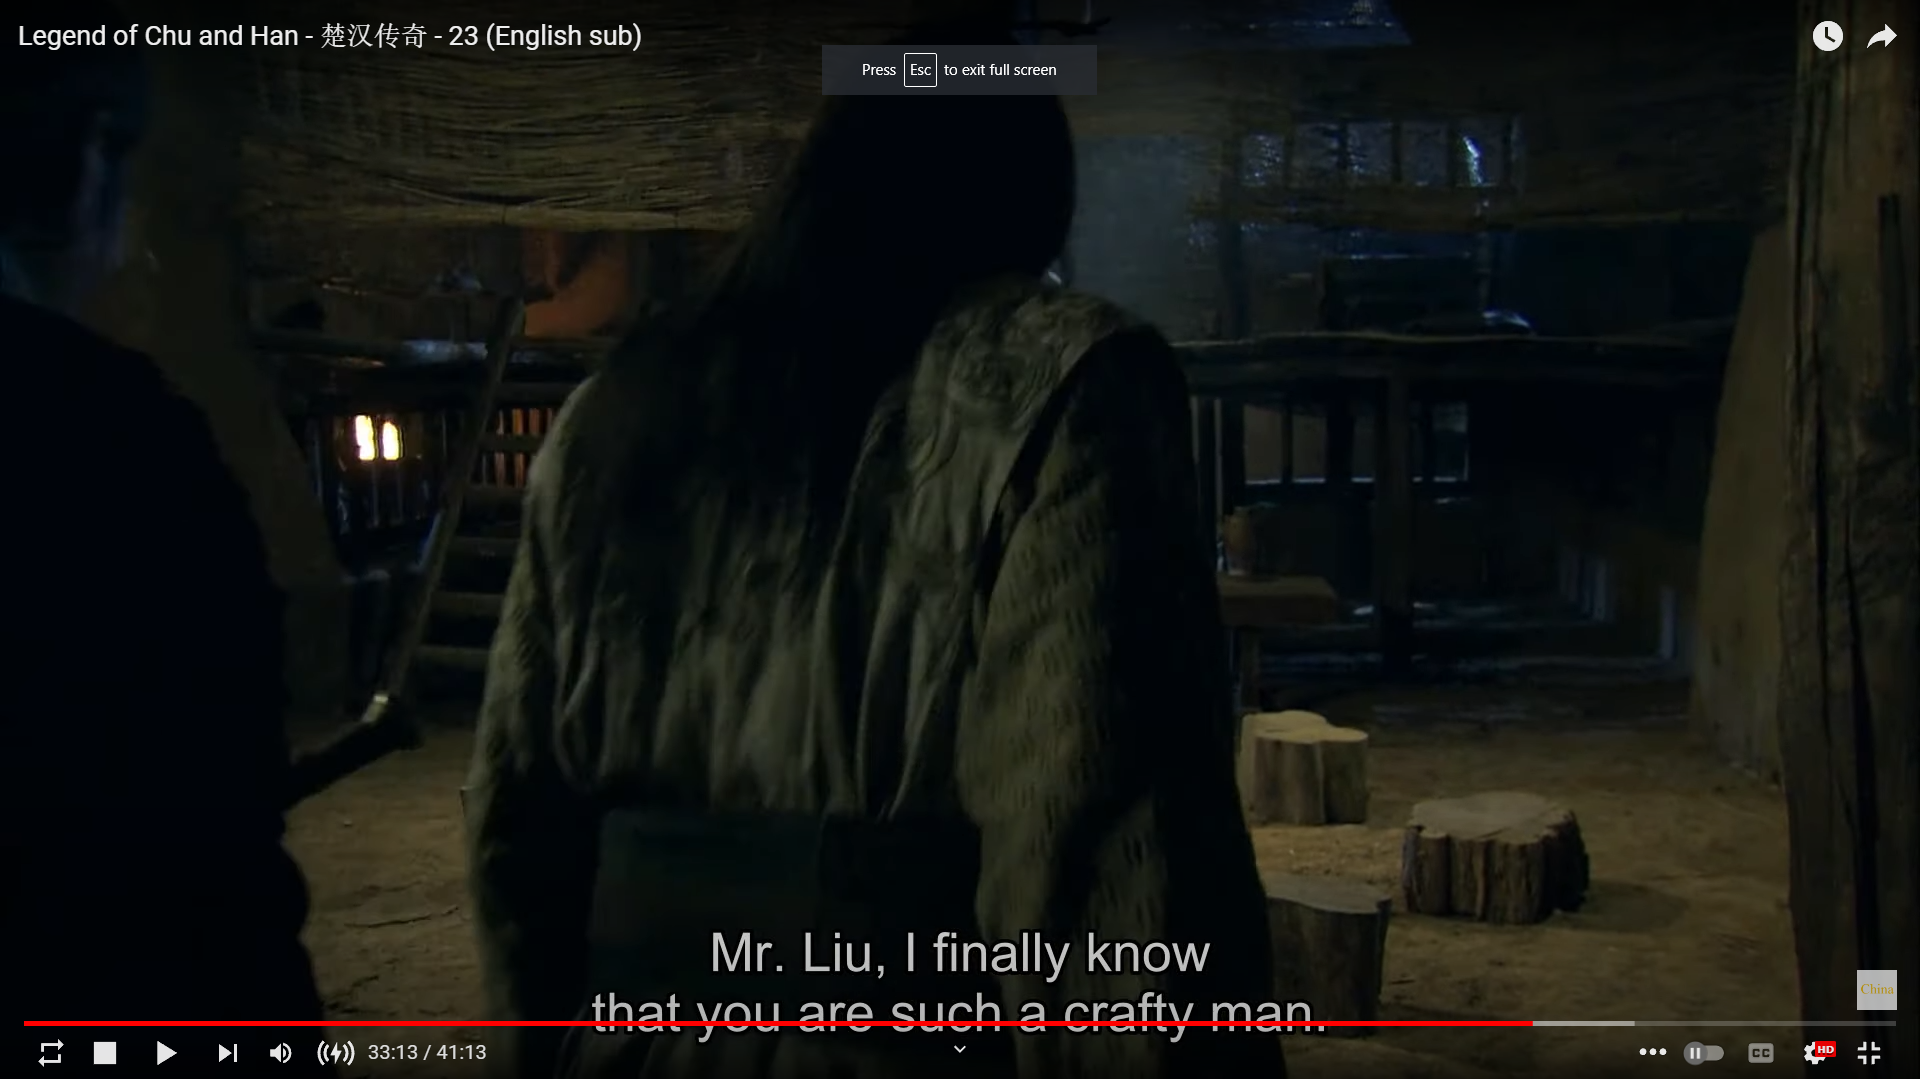 Legend of Chu and Han - 楚汉传奇 - 23 (English sub)
Press Esc to exit full screen
Mr. Liu, I finally know
that you are such a crafty man.
China
33:13 / 41:13
CC
HD